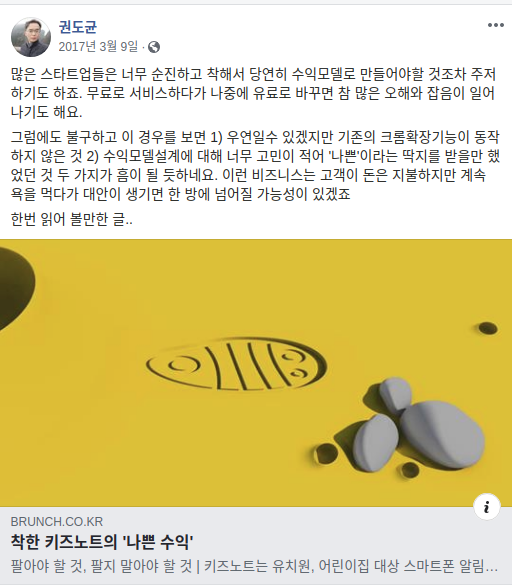 권도균
2017년 3월 9일 ·
많은 스타트업들은 너무 순진하고 착해서 당연히 수익모델로 만들어야할 것조차 주저
하기도 하죠. 무료로 서비스하다가 나중에 유료로 바꾸면 참 많은 오해와 잡음이 일어
나기도 해요.
그럼에도 불구하고 이 경우를 보면 1) 우연일수 있겠지만 기존의 크롬확장기능이 동작
하지 않은 것 2) 수익모델설계에 대해 너무 고민이 적어 '나쁜'이라는 딱지를 받을만 했
었던 것 두 가지가 흠이 될 듯하네요. 이런 비즈니스는 고객이 돈은 지불하지만 계속
욕을 먹다가 대안이 생기면 한 방에 넘어질 가능성이 있겠죠
한번 읽어 볼만한 글..
BRUNCH.CO.KR
착한 키즈노트의 '나쁜 수익'
팔아야 할 것, 팔지 말아야 할 것 | 키즈노트는 유치원, 어린이집 대상 스마트폰 알림…